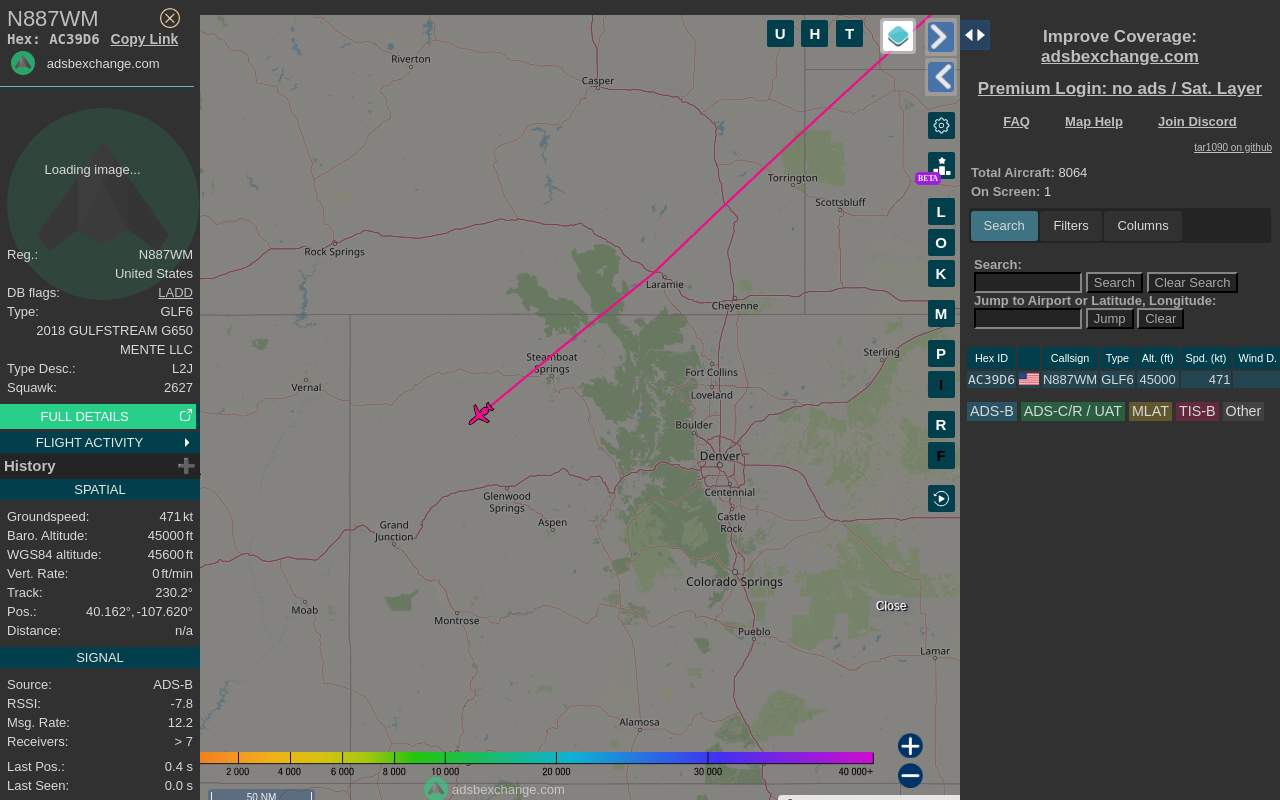 N887WM
Hex: AC39D6 Copy Link
adsbexchange.com
Loading image...
Reg.: N887WM
United States
DB flags: LADD
Type: GLF6
2018 GULFSTREAM G650
MENTE LLC
Type Desc.: L2J
Squawk: 2627
FULL DETAILS
FLIGHT ACTIVITY
History
SPATIAL
Groundspeed: 471 kt
Baro. Altitude: 45000 ft
WGS84 altitude: 45600 ft
Vert. Rate: 0 ft/min
Track: 230.2°
Pos.: 40.162°, -107.620°
Distance: n/a
SIGNAL
Source: ADS-B
RSSI: -7.8
Msg. Rate: 12.2
Receivers: > 7
Last Pos.: 0.4 s
Last Seen: 0.0 s
U H T
Riverton
Casper
Torrington
Scottsbluff
Rock Springs
Laramie
Cheyenne
Steamboat
Springs
Sterling
Vernal
Fort Collins
Loveland
Boulder
Denver
Centennial
Glenwood
Springs
Aspen
Castle
Rock
Grand
Junction
Colorado Springs
Moab
Montrose
Pueblo
Lamar
Alamosa
Close
BETA
L
O
K
M
P
I
R
F
2 000 4 000 6 000 8 000 10 000 20 000 30 000 40 000+
adsbexchange.com
50 NM
Improve Coverage:
adsbexchange.com
Premium Login: no ads / Sat. Layer
FAQ Map Help Join Discord
tar1090 on github
Total Aircraft: 8064
On Screen: 1
Search Filters Columns
Search:
Search Clear Search
Jump to Airport or Latitude, Longitude:
Jump Clear
Hex ID Callsign Type Alt. (ft) Spd. (kt) Wind D.
AC39D6 N887WM GLF6 45000 471
ADS-B ADS-C/R / UAT MLAT TIS-B Other